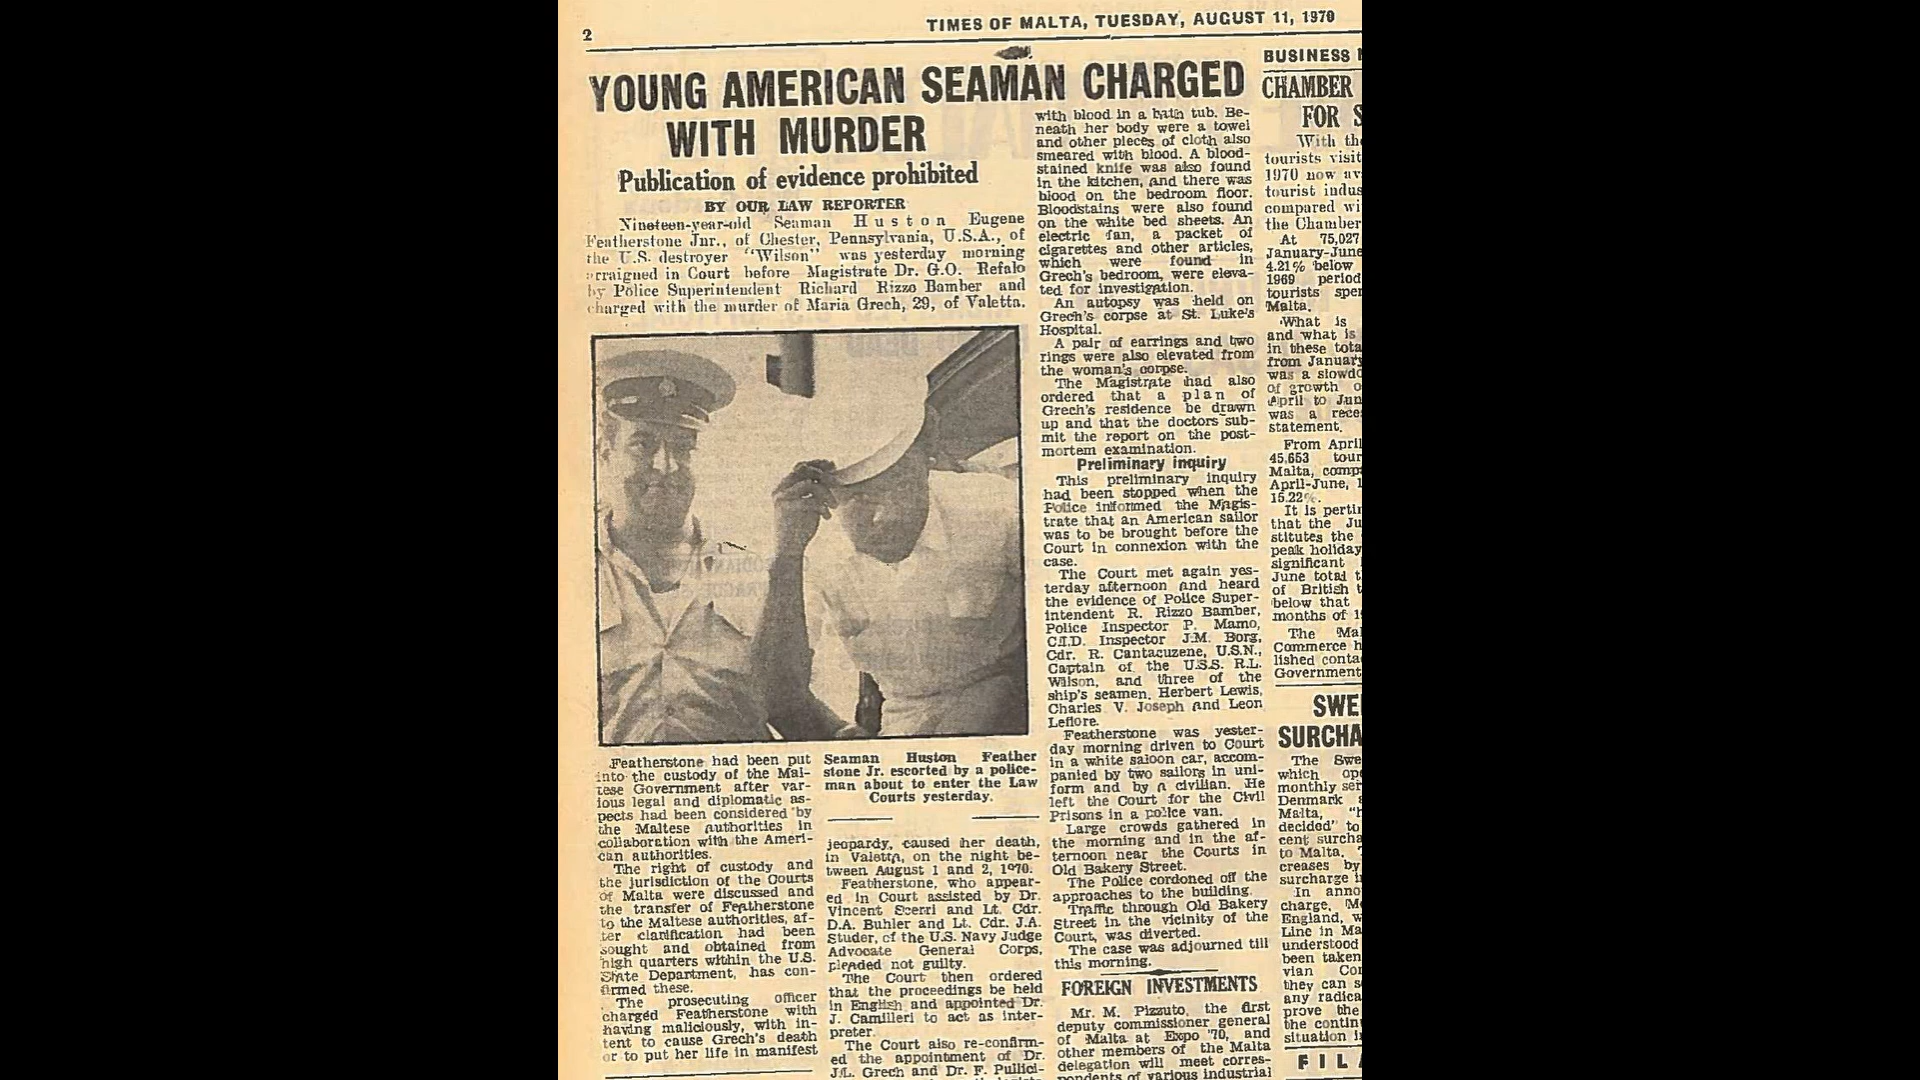 2
TIMES OF MALTA, TUESDAY, AUGUST 11, 1970
YOUNG AMERICAN SEAMAN CHARGED
WITH MURDER
Publication of evidence prohibited
BY OUR LAW REPORTER
Nineteen-year-old Seaman Huston Eugene
Featherstone Jnr., of Chester, Pennsylvania, U.S.A., of
the U.S. destroyer "Wilson" was yesterday morning
arraigned in Court before Magistrate Dr. G.O. Refalo
by Police Superintendent Richard Rizzo Bamber and
charged with the murder of Maria Grech, 29, of Valetta.
Featherstone had been put
into the custody of the Mal-
tese Government after var-
ious legal and diplomatic as-
pects had been considered by
the Maltese authorities in
collaboration with the Ameri-
can authorities.
The right of custody and
the jurisdiction of the Courts
of Malta were discussed and
the transfer of Featherstone
to the Maltese authorities, af-
ter clarification had been
sought and obtained from
high quarters within the U.S.
State Department, has con-
firmed these.
The prosecuting officer
charged Featherstone with
having maliciously, with in-
tent to cause Grech's death
or to put her life in manifest
Seaman Huston Feather
stone Jr. escorted by a police-
man about to enter the Law
Courts yesterday.
jeopardy, caused her death,
in Valetta, on the night be-
tween August 1 and 2, 1970.
Featherstone, who appear-
ed in Court assisted by Dr.
Vincent Scerri and Lt. Cdr.
D.A. Buhler and Lt. Cdr. J.A.
Studer, of the U.S. Navy Judge
Advocate General Corps,
pleaded not guilty.
The Court then ordered
that the proceedings be held
in English and appointed Dr.
J. Camilleri to act as inter-
preter.
The Court also re-confirm-
ed the appointment of Dr.
J.L. Grech and Dr. F. Pullici-
with blood in a bath tub. Be-
neath her body were a towel
and other pieces of cloth also
smeared with blood. A blood-
stained knife was also found
in the kitchen, and there was
blood on the bedroom floor.
Bloodstains were also found
on the white bed sheets. An
electric fan, a packet of
cigarettes and other articles,
which were found in
Grech's bedroom, were eleva-
ted for investigation.
An autopsy was held on
Grech's corpse at St. Luke's
Hospital.
A pair of earrings and two
rings were also elevated from
the woman's corpse.
The Magistrate had also
ordered that a plan of
Grech's residence be drawn
up and that the doctors sub-
mit the report on the post-
mortem examination.
Preliminary inquiry
This preliminary inquiry
had been stopped when the
Police informed the Magis-
trate that an American sailor
was to be brought before the
Court in connexion with the
case.
The Court met again yes-
terday afternoon and heard
the evidence of Police Super-
intendent R. Rizzo Bamber,
Police Inspector P. Mamo,
C.I.D. Inspector J.M. Borg,
Cdr. R. Cantacuzene, U.S.N.,
Captain of the U.S.S. R.L.
Wilson, and three of the
ship's seamen, Herbert Lewis,
Charles V. Joseph and Leon
Leflore.
Featherstone was yester-
day morning driven to Court
in a white saloon car, accom-
panied by two sailors in uni-
form and by a civilian. He
left the Court for the Civil
Prisons in a police van.
Large crowds gathered in
the morning and in the af-
ternoon near the Courts in
Old Bakery Street.
The Police cordoned off the
approaches to the building.
Traffic through Old Bakery
Street in the vicinity of the
Court, was diverted.
The case was adjourned till
this morning.
FOREIGN INVESTMENTS
Mr. M. Pizzuto, the first
deputy commissioner general
of Malta at Expo '70, and
other members of the Malta
delegation will meet corres-
pondents of various industrial
BUSINESS
CHAMBER
FOR S
With the
tourists visit
1970 now av
tourist indus
compared wi
the Chamber
At 75,027
January-June
4.21% below
1969 period
tourists spen
Malta.
What is
and what is
in these tota
from January
was a slowdo
of growth o
April to Jun
was a rece
statement.
From April
45,653 tour
Malta, comp
April-June, 1
15.22%.
It is perti
that the Ju
stitutes the
peak holiday
significant
June total t
of British t
below that
months of 19
The Mal
Commerce h
lished conta
Government
SWE
SURCHA
The Swe
which ope
monthly ser
Denmark a
Malta, "h
decided" to
cent surcha
to Malta. T
creases by
surcharge i
In anno
charge, Me
England, w
Line in Ma
understood
been taken
vian Con
they can s
any radica
prove the
the contin
situation i
FILA